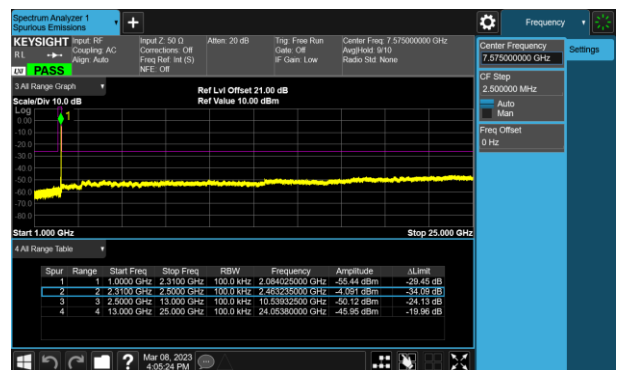 Spectrum Analyzer 1
Spurious Emissions
Frequency
KEYSIGHT
RL
LXI
PASS
Input: RF
Coupling: AC
Align: Auto
Input Z: 50 Ω
Corrections: Off
Freq Ref: Int (S)
NFE: Off
Atten: 20 dB
Trig: Free Run
Gate: Off
IF Gain: Low
Center Freq: 7.575000000 GHz
Avg|Hold: 9/10
Radio Std: None
Center Frequency
7.575000000 GHz
Settings
CF Step
2.500000 MHz
Auto
Man
Freq Offset
0 Hz
3 All Range Graph
Scale/Div 10.0 dB
Ref Lvl Offset 21.00 dB
Ref Value 10.00 dBm
Log
1
0.00
-10.0
-20.0
-30.0
-40.0
-50.0
-60.0
-70.0
-80.0
Start 1.000 GHz
Stop 25.000 GHz
4 All Range Table
Spur Range Start Freq Stop Freq RBW Frequency Amplitude ΔLimit
1 1 1.0000 GHz 2.3100 GHz 100.0 kHz 2.084025000 GHz -55.44 dBm -29.45 dB
2 2 2.3100 GHz 2.5000 GHz 100.0 kHz 2.463235000 GHz -4.091 dBm -34.09 dB
3 3 2.5000 GHz 13.000 GHz 100.0 kHz 10.53932500 GHz -50.12 dBm -24.13 dB
4 4 13.000 GHz 25.000 GHz 100.0 kHz 24.05380000 GHz -45.95 dBm -19.96 dB
?
Mar 08, 2023
4:05:24 PM